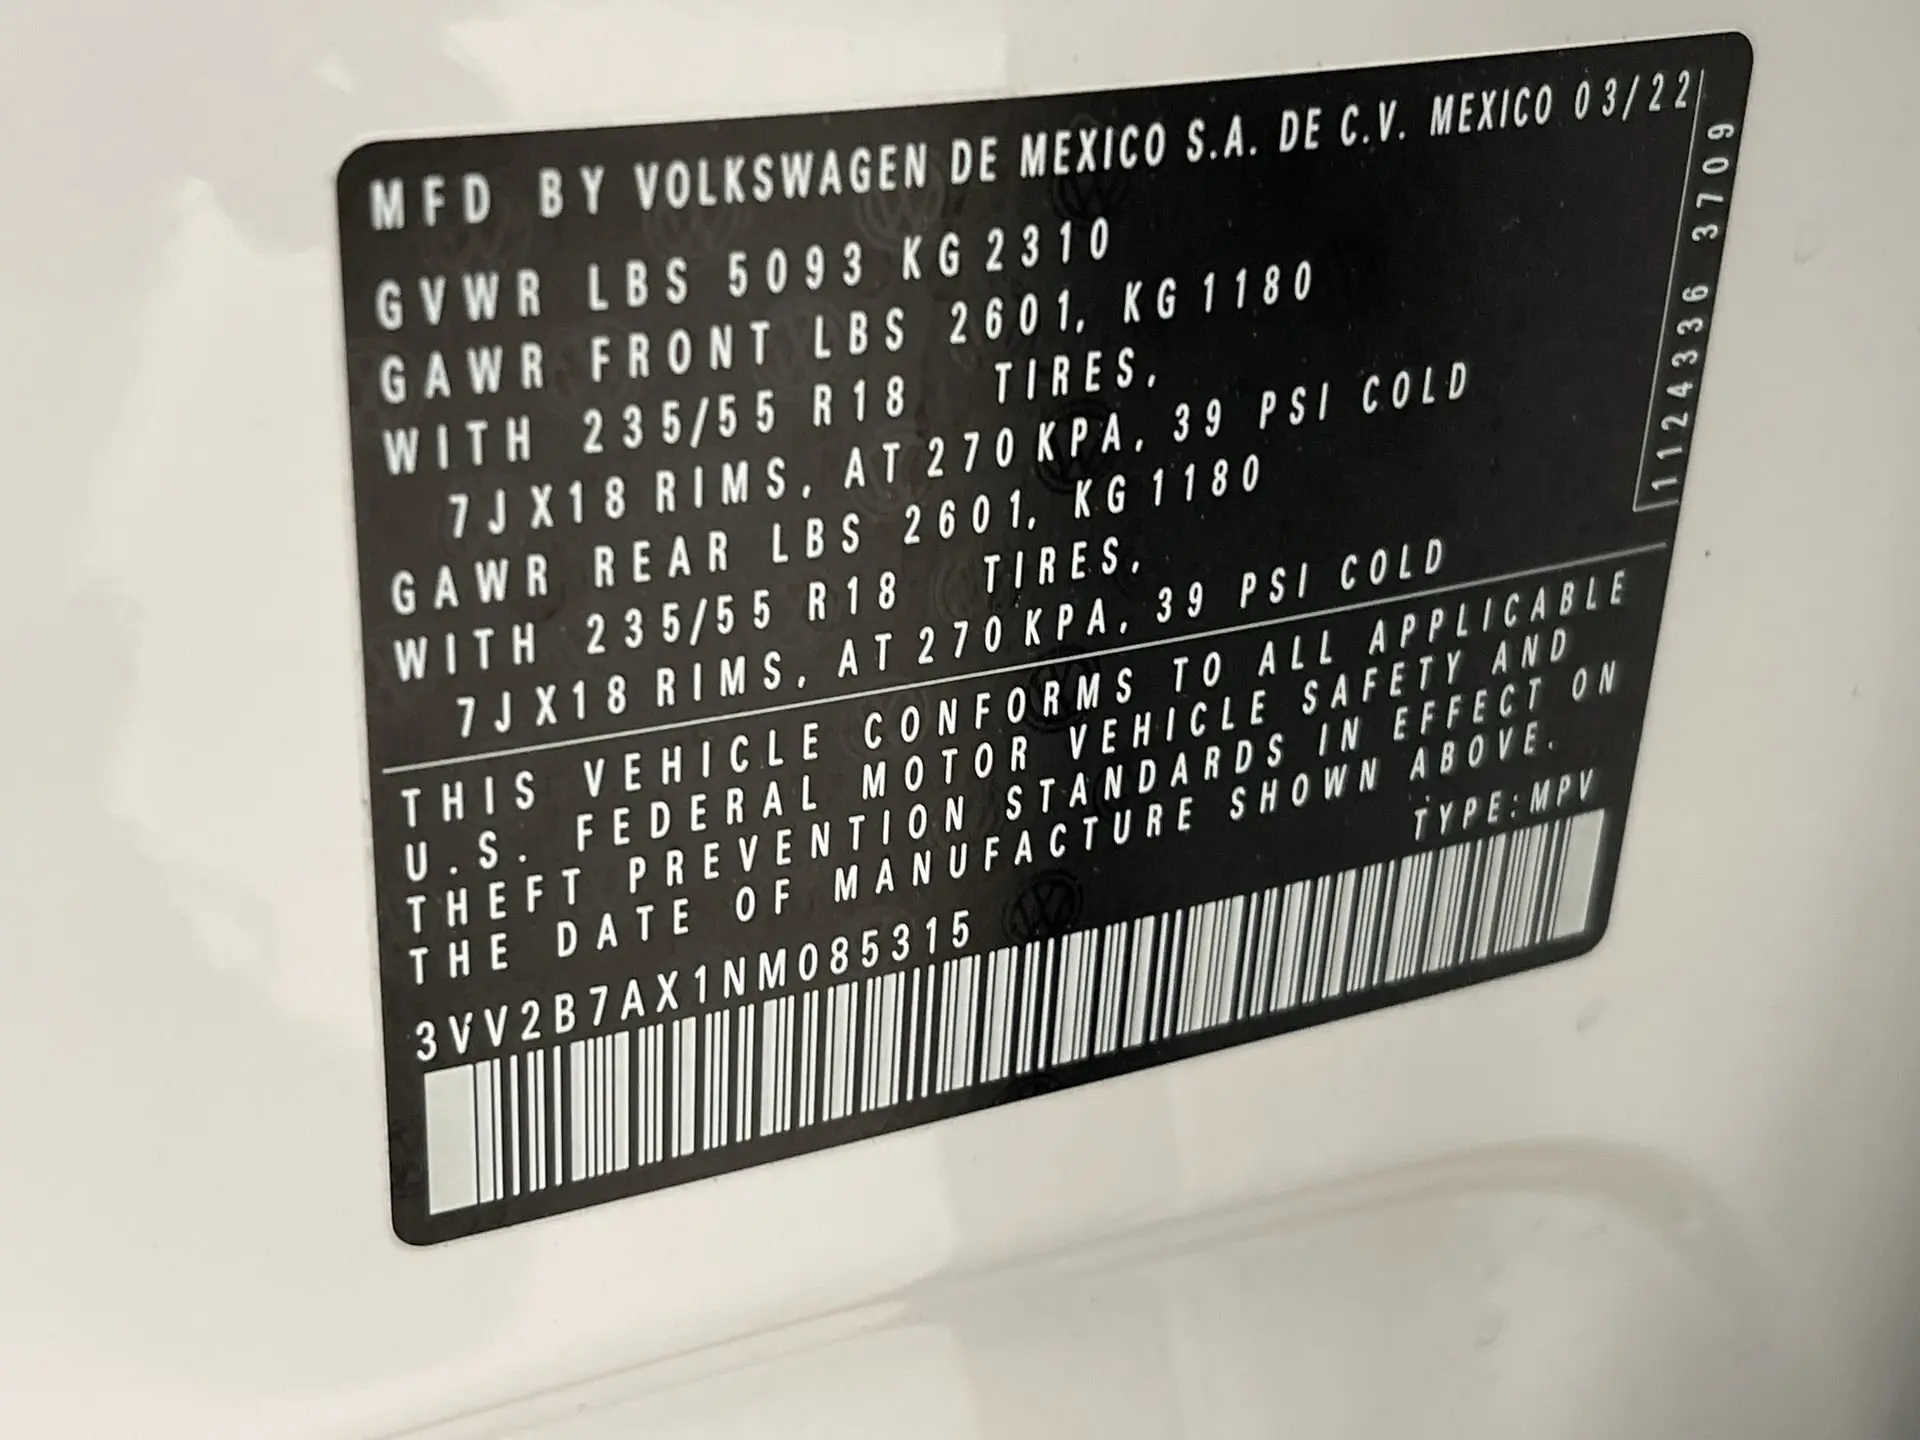 MFD BY VOLKSWAGEN DE MEXICO S.A. DE C.V. MEXICO 03/22
GVWR LBS 5093 KG 2310
GAWR FRONT LBS 2601, KG 1180
WITH 235/55 R18 TIRES,
7JX18 RIMS, AT 270 KPA, 39 PSI COLD
GAWR REAR LBS 2601, KG 1180
WITH 235/55 R18 TIRES,
7JX18 RIMS, AT 270 KPA, 39 PSI COLD
1124336 3709
THIS VEHICLE CONFORMS TO ALL APPLICABLE
U.S. FEDERAL MOTOR VEHICLE SAFETY AND
THEFT PREVENTION STANDARDS IN EFFECT ON
THE DATE OF MANUFACTURE SHOWN ABOVE.
TYPE:MPV
3VV2B7AX1NM085315